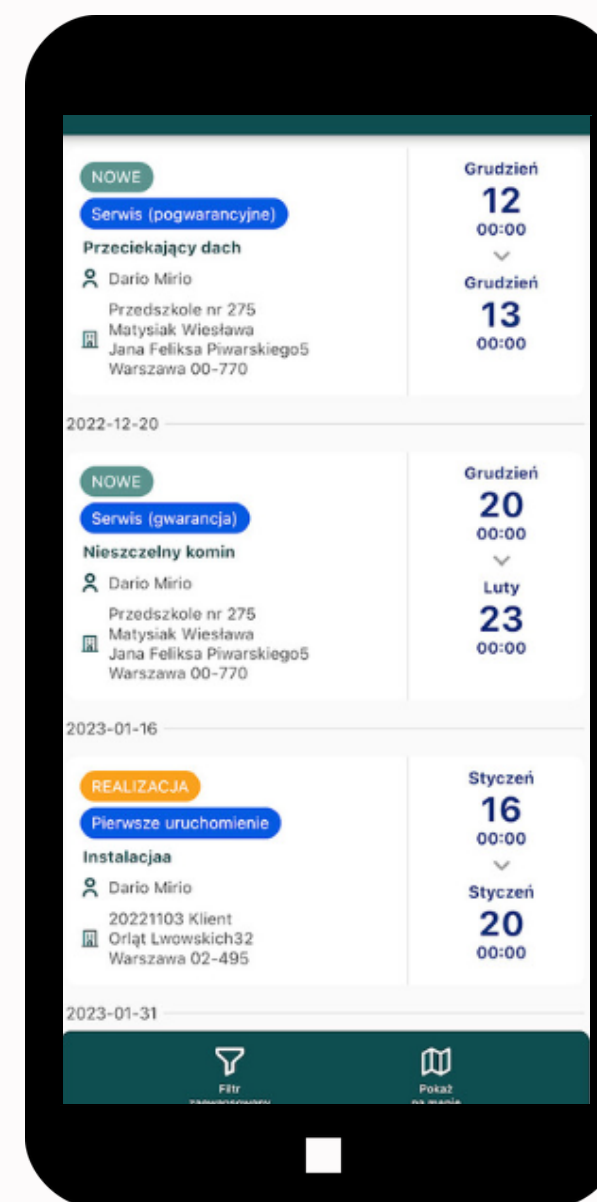 NOWE
Serwis (pogwarancyjne)
Przeciekający dach
Dario Mirio
Przedszkole nr 275
Matysiak Wiesława
Jana Feliksa Piwarskiego5
Warszawa 00-770
Grudzień
12
00:00
Grudzień
13
00:00
2022-12-20
NOWE
Serwis (gwarancja)
Nieszczelny komin
Dario Mirio
Przedszkole nr 275
Matysiak Wiesława
Jana Feliksa Piwarskiego5
Warszawa 00-770
Grudzień
20
00:00
Luty
23
00:00
2023-01-16
REALIZACJA
Pierwsze uruchomienie
Instalacjaa
Dario Mirio
20221103 Klient
Orląt Lwowskich32
Warszawa 02-495
Styczeń
16
00:00
Styczeń
20
00:00
2023-01-31
Filtr
zaawansowany
Pokaż
na mapie